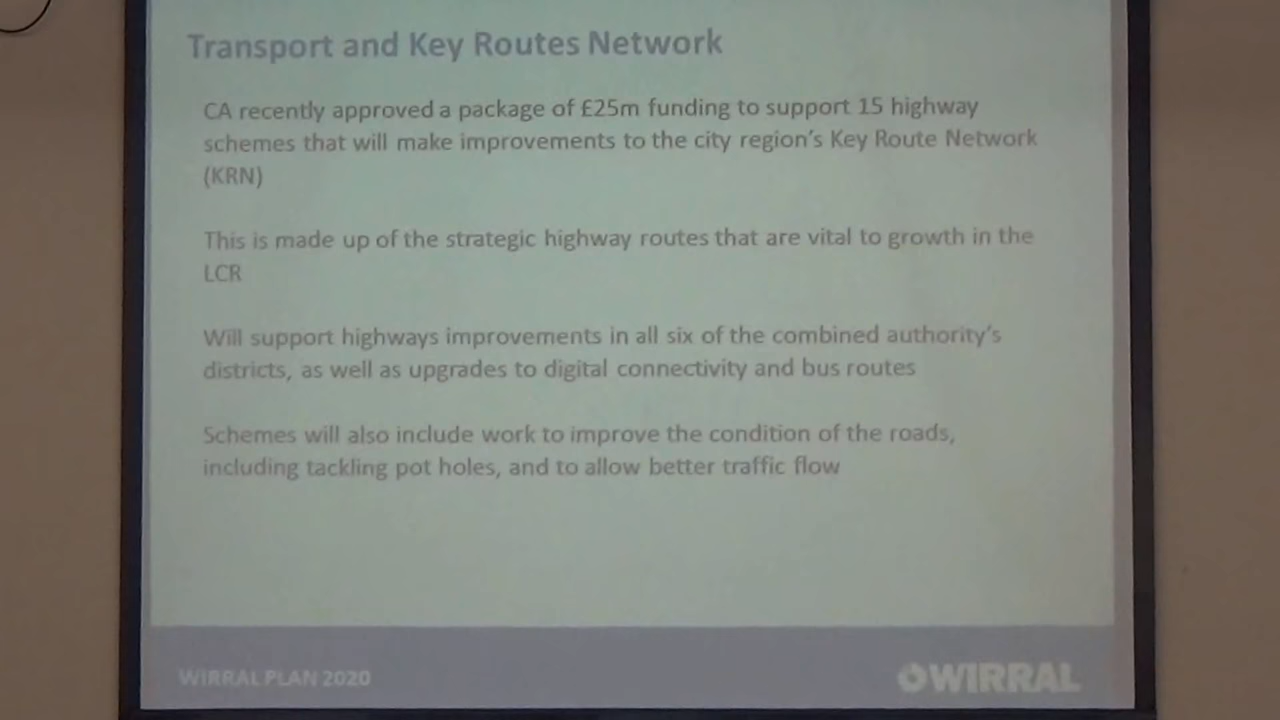 Transport and Key Routes Network
CA recently approved a package of £25m funding to support 15 highway
schemes that will make improvements to the city region's Key Route Network
(KRN)
This is made up of the strategic highway routes that are vital to growth in the
LCR
Will support highways improvements in all six of the combined authority's
districts, as well as upgrades to digital connectivity and bus routes
Schemes will also include work to improve the condition of the roads,
including tackling pot holes, and to allow better traffic flow
WIRRAL PLAN 2020
WIRRAL